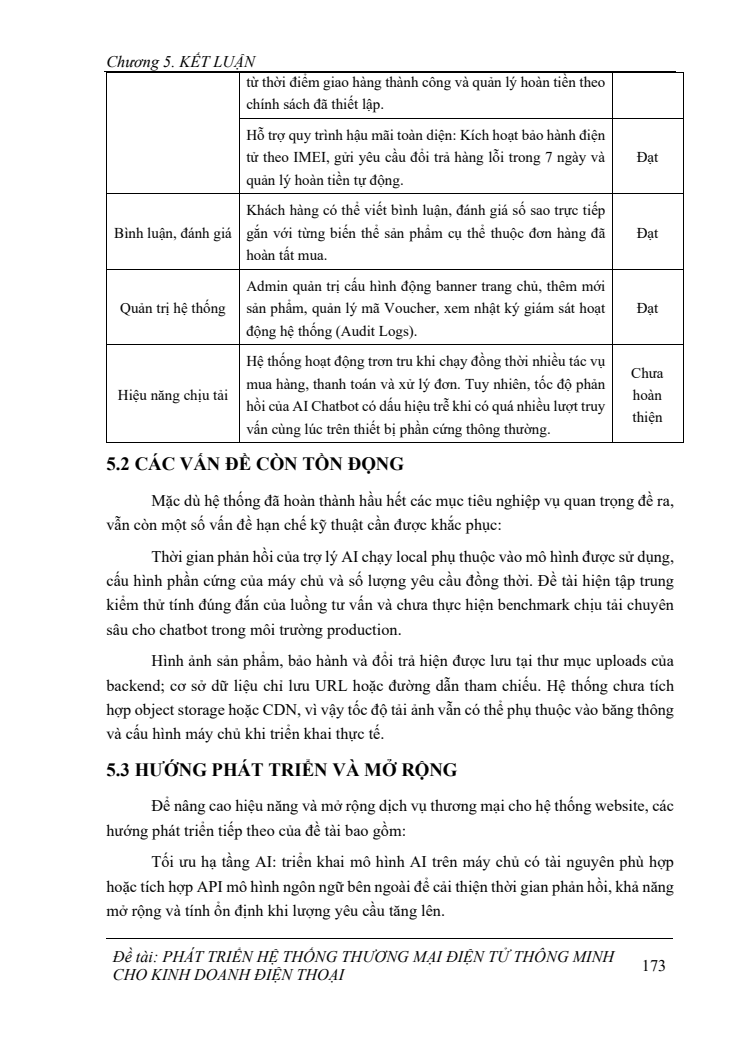 Chương 5. KẾT LUẬN
từ thời điểm giao hàng thành công và quản lý hoàn tiền theo
chính sách đã thiết lập.
Hỗ trợ quy trình hậu mãi toàn diện: Kích hoạt bảo hành điện
tử theo IMEI, gửi yêu cầu đổi trả hàng lỗi trong 7 ngày và
quản lý hoàn tiền tự động.
Đạt
Bình luận, đánh giá
Khách hàng có thể viết bình luận, đánh giá số sao trực tiếp
gắn với từng biến thể sản phẩm cụ thể thuộc đơn hàng đã
hoàn tất mua.
Đạt
Quản trị hệ thống
Admin quản trị cấu hình động banner trang chủ, thêm mới
sản phẩm, quản lý mã Voucher, xem nhật ký giám sát hoạt
động hệ thống (Audit Logs).
Đạt
Hiệu năng chịu tải
Hệ thống hoạt động trơn tru khi chạy đồng thời nhiều tác vụ
mua hàng, thanh toán và xử lý đơn. Tuy nhiên, tốc độ phản
hồi của AI Chatbot có dấu hiệu trễ khi có quá nhiều lượt truy
vấn cùng lúc trên thiết bị phần cứng thông thường.
Chưa
hoàn
thiện
5.2 CÁC VẤN ĐỀ CÒN TỒN ĐỌNG
Mặc dù hệ thống đã hoàn thành hầu hết các mục tiêu nghiệp vụ quan trọng đề ra,
vẫn còn một số vấn đề hạn chế kỹ thuật cần được khắc phục:
Thời gian phản hồi của trợ lý AI chạy local phụ thuộc vào mô hình được sử dụng,
cấu hình phần cứng của máy chủ và số lượng yêu cầu đồng thời. Đề tài hiện tập trung
kiểm thử tính đúng đắn của luồng tư vấn và chưa thực hiện benchmark chịu tải chuyên
sâu cho chatbot trong môi trường production.
Hình ảnh sản phẩm, bảo hành và đổi trả hiện được lưu tại thư mục uploads của
backend; cơ sở dữ liệu chỉ lưu URL hoặc đường dẫn tham chiếu. Hệ thống chưa tích
hợp object storage hoặc CDN, vì vậy tốc độ tải ảnh vẫn có thể phụ thuộc vào băng thông
và cấu hình máy chủ khi triển khai thực tế.
5.3 HƯỚNG PHÁT TRIỂN VÀ MỞ RỘNG
Để nâng cao hiệu năng và mở rộng dịch vụ thương mại cho hệ thống website, các
hướng phát triển tiếp theo của đề tài bao gồm:
Tối ưu hạ tầng AI: triển khai mô hình AI trên máy chủ có tài nguyên phù hợp
hoặc tích hợp API mô hình ngôn ngữ bên ngoài để cải thiện thời gian phản hồi, khả năng
mở rộng và tính ổn định khi lượng yêu cầu tăng lên.
Đề tài: PHÁT TRIỂN HỆ THỐNG THƯƠNG MẠI ĐIỆN TỬ THÔNG MINH
CHO KINH DOANH ĐIỆN THOẠI
173